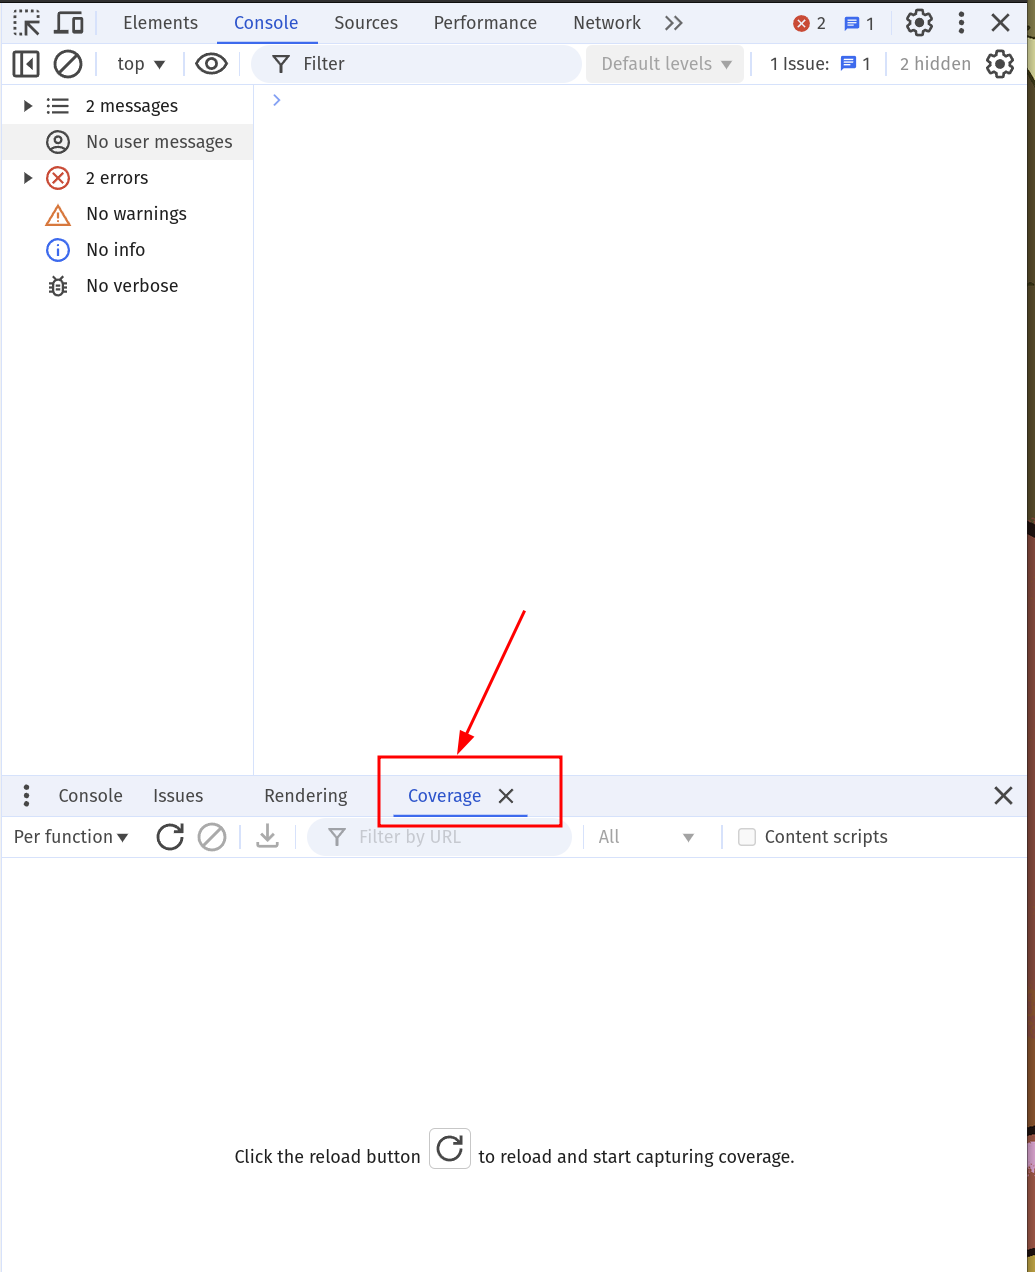 Elements Console Sources Performance Network 2 1
top Filter Default levels 1 Issue: 1 2 hidden
2 messages
No user messages
2 errors
No warnings
No info
No verbose
Console Issues Rendering Coverage
Per function Filter by URL All Content scripts
Click the reload button to reload and start capturing coverage.